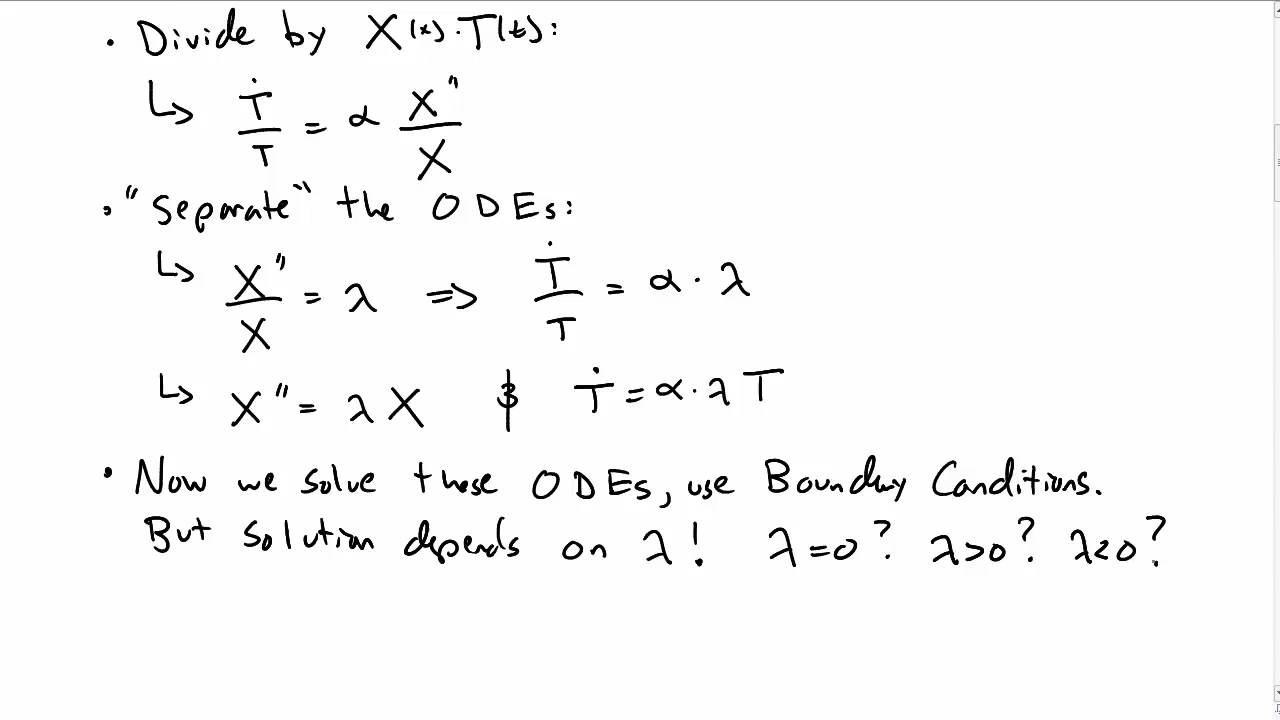 • Divide by X(x)·T(t):
↳ Ṫ/T = α X"/X
• "Separate" the ODEs:
↳ X"/X = λ ⇒ Ṫ/T = α·λ
↳ X" = λX & Ṫ = α·λT
• Now we solve these ODEs, use Boundary Conditions.
But solution depends on λ! λ=0? λ>0? λ<0?